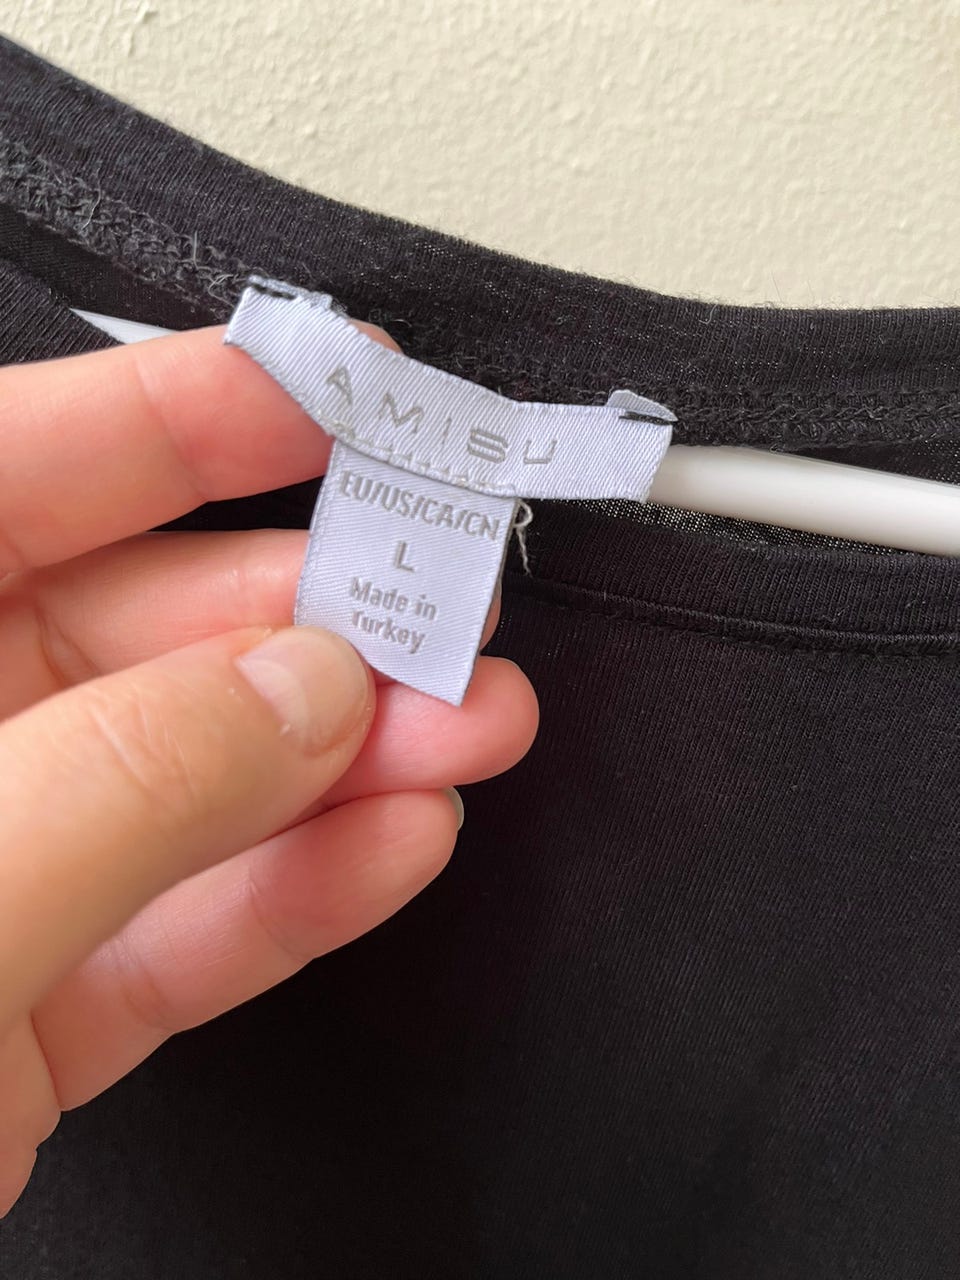 AMISU
EU/US/CA/CN
L
Made in
Turkey